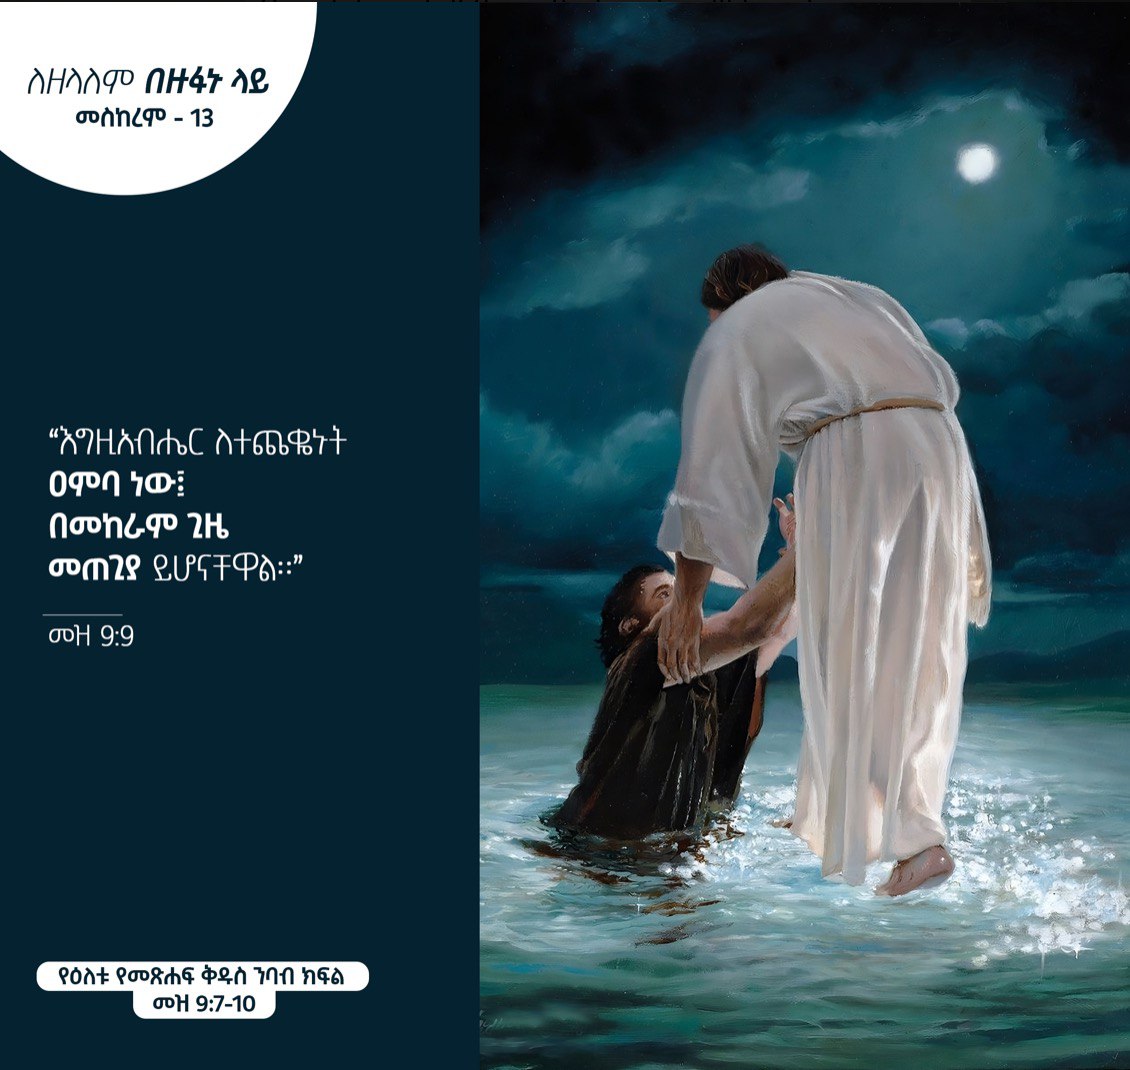 ለዘላለም በዙፋኑ ላይ
መስከረም - 13
“እግዚአብሔር ለተጨቈኑት
ዐምባ ነው፤
በመከራም ጊዜ
መጠጊያ ይሆናቸዋል።”
መዝ 9:9
የዕለቱ የመጽሐፍ ቅዱስ ንባብ ክፍል
መዝ 9:7-10